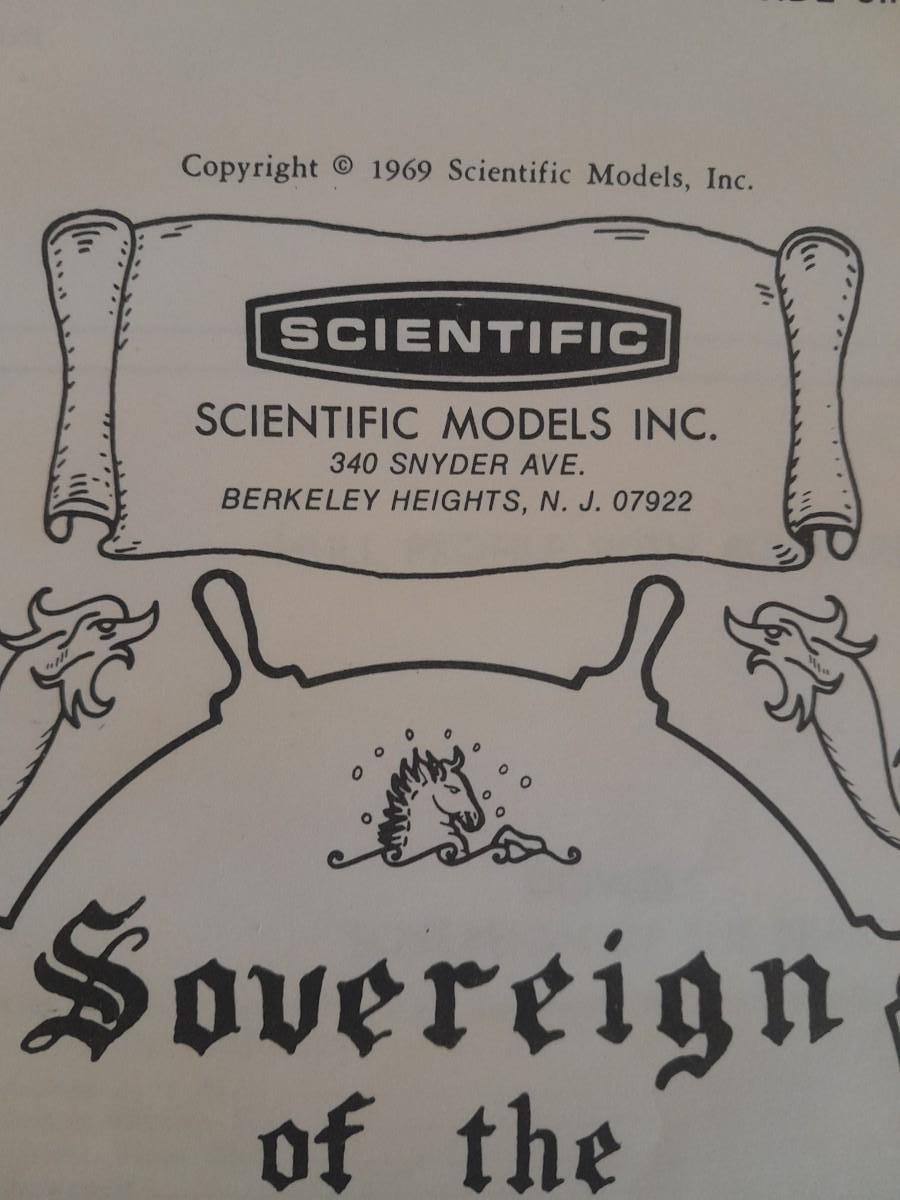 Copyright © 1969 Scientific Models, Inc.
SCIENTIFIC
SCIENTIFIC MODELS INC.
340 SNYDER AVE.
BERKELEY HEIGHTS, N. J. 07922
Sovereign
of the